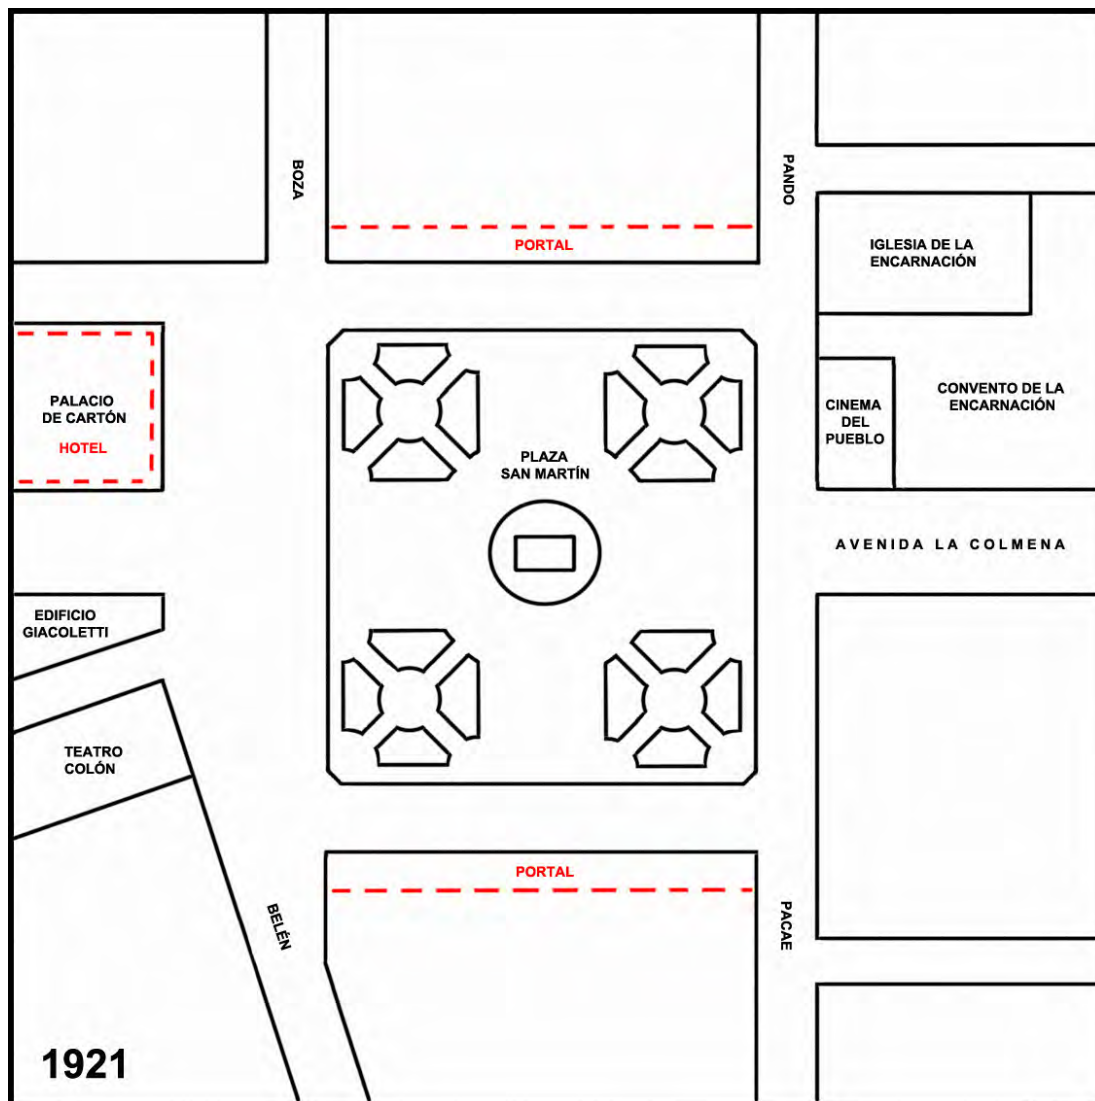 BOZA
PANDO
PORTAL
IGLESIA DE LA
ENCARNACIÓN
PALACIO
DE CARTÓN
HOTEL
PLAZA
SAN MARTÍN
CINEMA
DEL
PUEBLO
CONVENTO DE LA
ENCARNACIÓN
AVENIDA LA COLMENA
EDIFICIO
GIACOLETTI
TEATRO
COLÓN
PORTAL
BELÉN
PACAE
1921